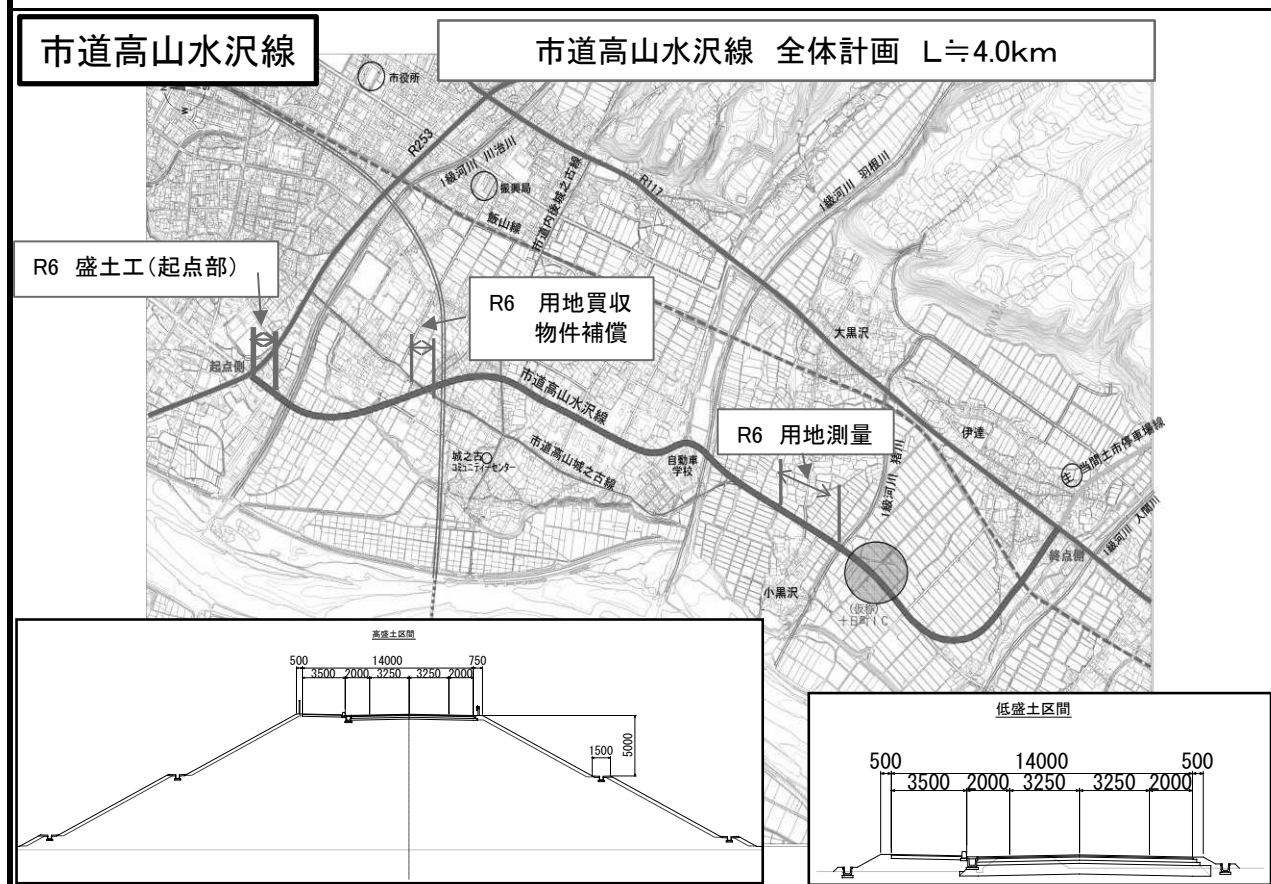 市道高山水沢線
市道高山水沢線 全体計画 L≒4.0km
市役所
R253
1級河川 川治川
振興局
飯山線
市道内後城之古線
R117
1級河川 羽根川
R6 盛土工(起点部)
起点側
R6 用地買収
物件補償
大黒沢
市道高山水沢線
城之古
コミュニティーセンター
市道高山城之古線
自動車
学校
R6 用地測量
1級河川 猪川
伊達
庄
当間土市停車場線
1級河川 入間川
終点側
小黒沢
(仮称)
十日町IC
高盛土区間
500 14000 750
3500 2000 3250 3250 2000
1500
5000
低盛土区間
500 14000 500
3500 2000 3250 3250 2000